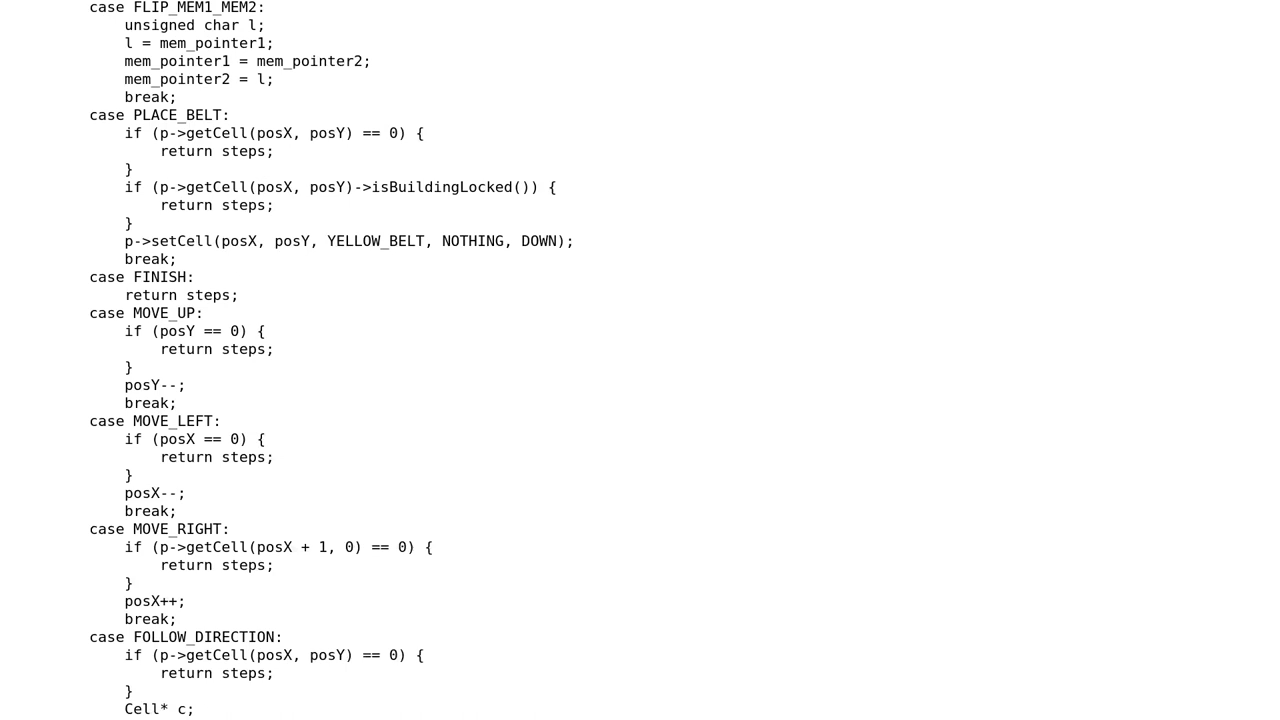 case FLIP_MEM1_MEM2:
    unsigned char l;
    l = mem_pointer1;
    mem_pointer1 = mem_pointer2;
    mem_pointer2 = l;
    break;
case PLACE_BELT:
    if (p->getCell(posX, posY) == 0) {
        return steps;
    }
    if (p->getCell(posX, posY)->isBuildingLocked()) {
        return steps;
    }
    p->setCell(posX, posY, YELLOW_BELT, NOTHING, DOWN);
    break;
case FINISH:
    return steps;
case MOVE_UP:
    if (posY == 0) {
        return steps;
    }
    posY--;
    break;
case MOVE_LEFT:
    if (posX == 0) {
        return steps;
    }
    posX--;
    break;
case MOVE_RIGHT:
    if (p->getCell(posX + 1, 0) == 0) {
        return steps;
    }
    posX++;
    break;
case FOLLOW_DIRECTION:
    if (p->getCell(posX, posY) == 0) {
        return steps;
    }
    Cell* c;